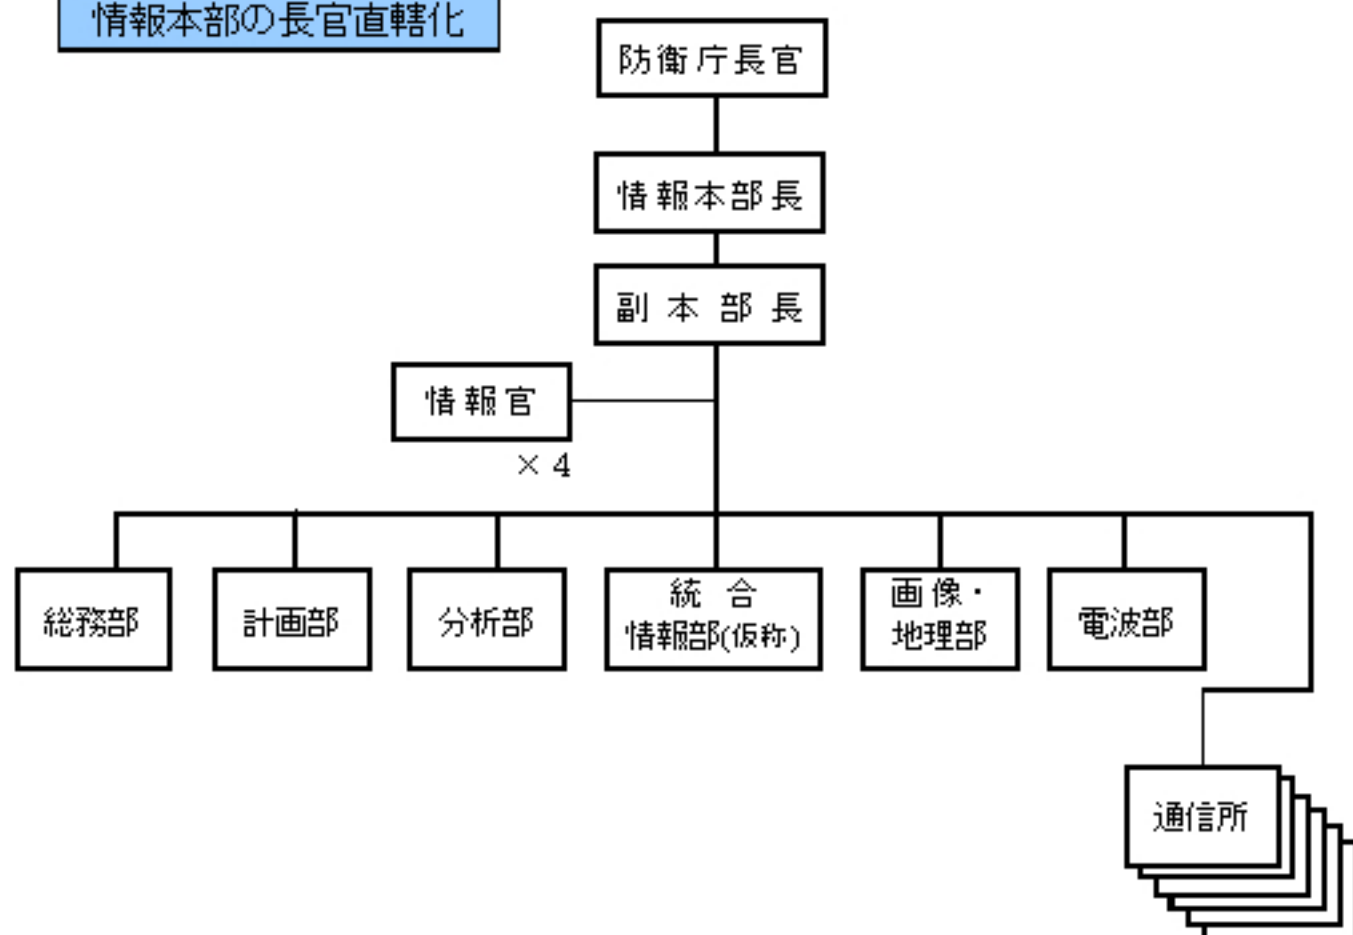 情報本部の長官直轄化
防衛庁長官
情報本部長
副本部長
情報官
×4
総務部
計画部
分析部
統合
情報部(仮称)
画像・
地理部
電波部
通信所